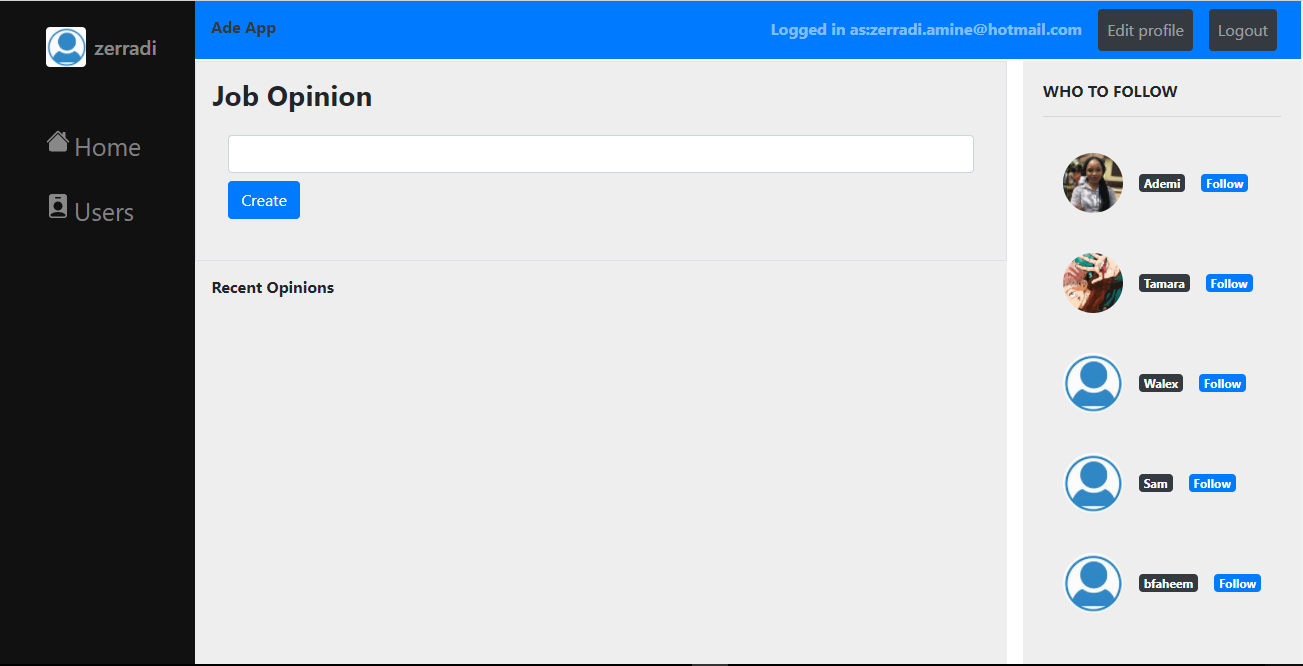 zerradi
Home
Users
Ade App
Logged in as:zerradi.amine@hotmail.com
Edit profile
Logout
Job Opinion
Create
Recent Opinions
WHO TO FOLLOW
Ademi Follow
Tamara Follow
Walex Follow
Sam Follow
bfaheem Follow